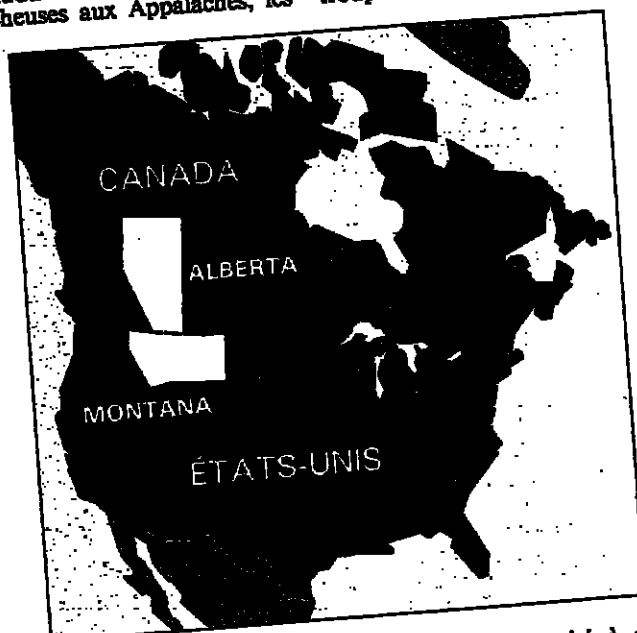 heuses aux Appalaches, les
CANADA
ALBERTA
MONTANA
ÉTATS-UNIS